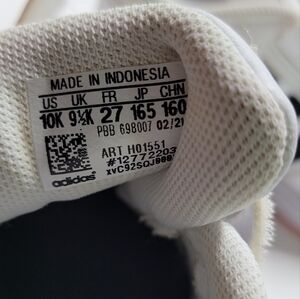 MADE IN INDONESIA
US UK FR JP CHN
10K 9½K 27 165 160
PBB 698007 02/21
ART H01551
#12772203
adidas